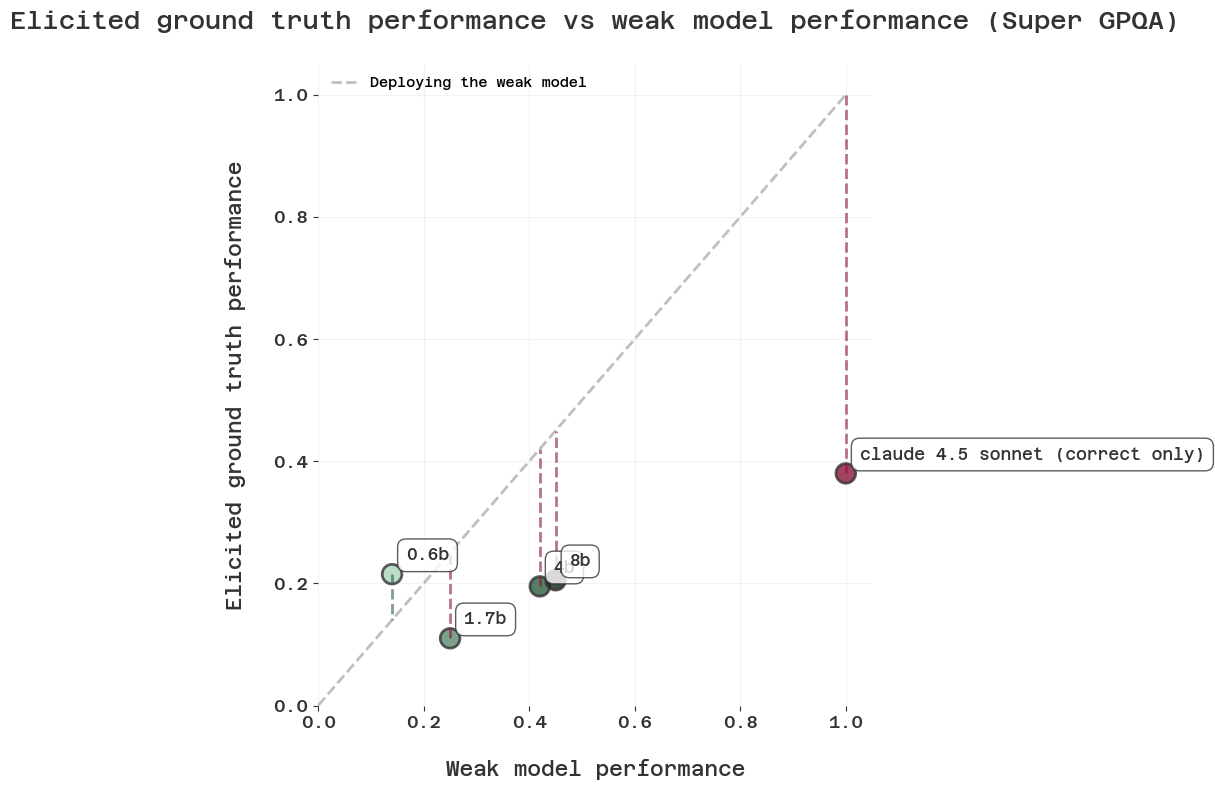 Elicited ground truth performance vs weak model performance (Super GPQA)
Deploying the weak model
Elicited ground truth performance
1.0
0.8
0.6
0.4
0.2
0.0
claude 4.5 sonnet (correct only)
0.6b
8b
4b
1.7b
0.0 0.2 0.4 0.6 0.8 1.0
Weak model performance